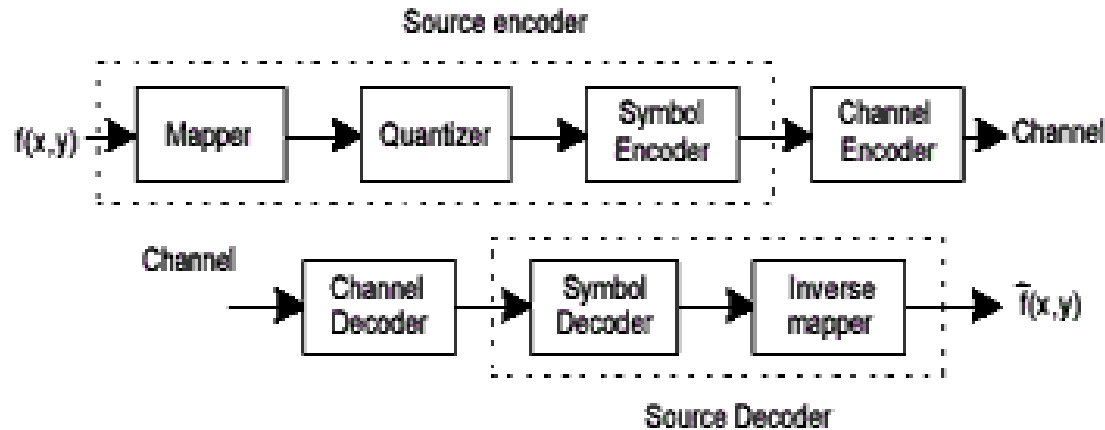 Source encoder
f(x,y)
Mapper
Quantizer
Symbol
Encoder
Channel
Encoder
Channel
Channel
Channel
Decoder
Symbol
Decoder
Inverse
mapper
f̄(x,y)
Source Decoder